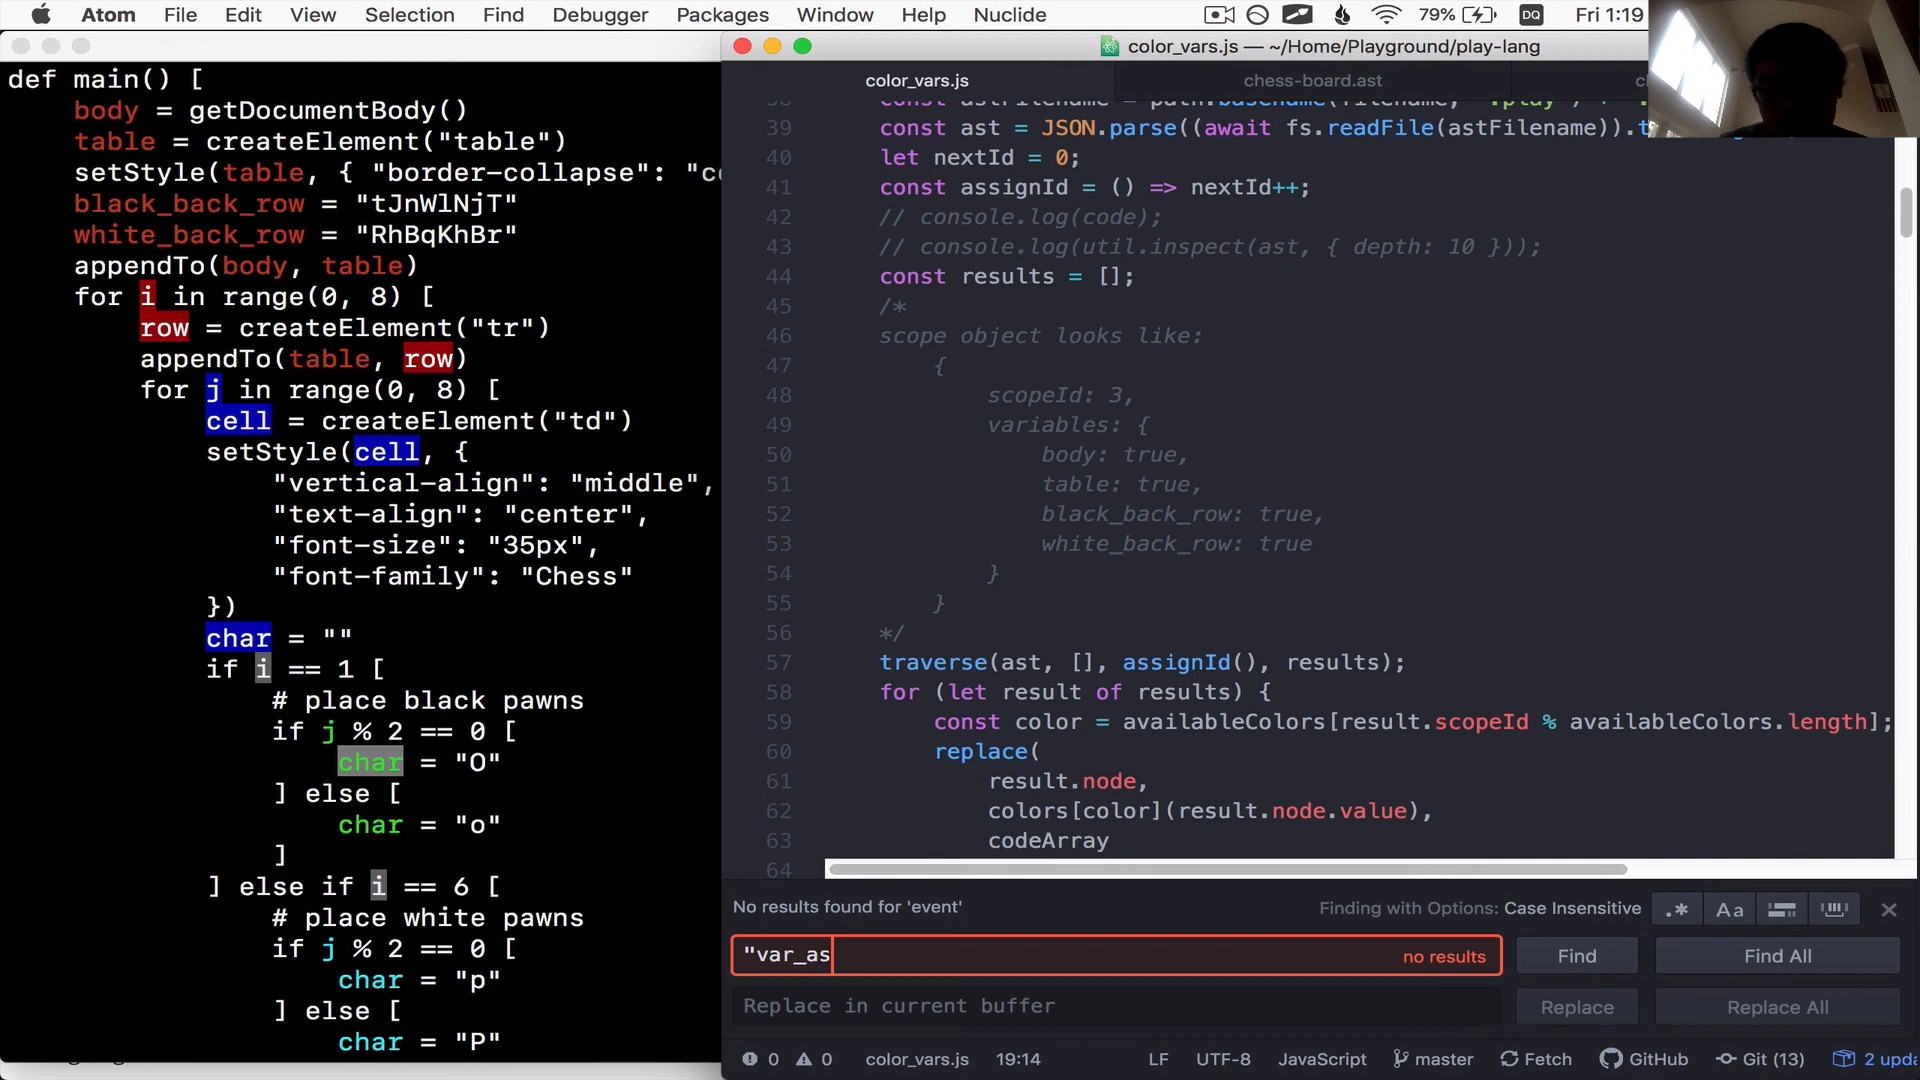 Atom File Edit View Selection Find Debugger Packages Window Help Nuclide 79% DQ Fri 1:19
def main() [
body = getDocumentBody()
table = createElement("table")
setStyle(table, { "border-collapse": "co
black_back_row = "tJnWlNjT"
white_back_row = "RhBqKhBr"
appendTo(body, table)
for i in range(0, 8) [
row = createElement("tr")
appendTo(table, row)
for j in range(0, 8) [
cell = createElement("td")
setStyle(cell, {
"vertical-align": "middle",
"text-align": "center",
"font-size": "35px",
"font-family": "Chess"
})
char = ""
if i == 1 [
# place black pawns
if j % 2 == 0 [
char = "O"
] else [
char = "o"
]
] else if i == 6 [
# place white pawns
if j % 2 == 0 [
char = "p"
] else [
char = "P"
color_vars.js — ~/Home/Playground/play-lang
color_vars.js chess-board.ast
39 const ast = JSON.parse((await fs.readFile(astFilename)).t
40 let nextId = 0;
41 const assignId = () => nextId++;
42 // console.log(code);
43 // console.log(util.inspect(ast, { depth: 10 }));
44 const results = [];
45 /*
46 scope object looks like:
47 {
48 scopeId: 3,
49 variables: {
50 body: true,
51 table: true,
52 black_back_row: true,
53 white_back_row: true
54 }
55 }
56 */
57 traverse(ast, [], assignId(), results);
58 for (let result of results) {
59 const color = availableColors[result.scopeId % availableColors.length];
60 replace(
61 result.node,
62 colors[color](result.node.value),
63 codeArray
64
No results found for 'event' Finding with Options: Case Insensitive .* Aa
"var_as no results Find Find All
Replace in current buffer Replace Replace All
0 0 color_vars.js 19:14 LF UTF-8 JavaScript master Fetch GitHub Git (13) 2 upda